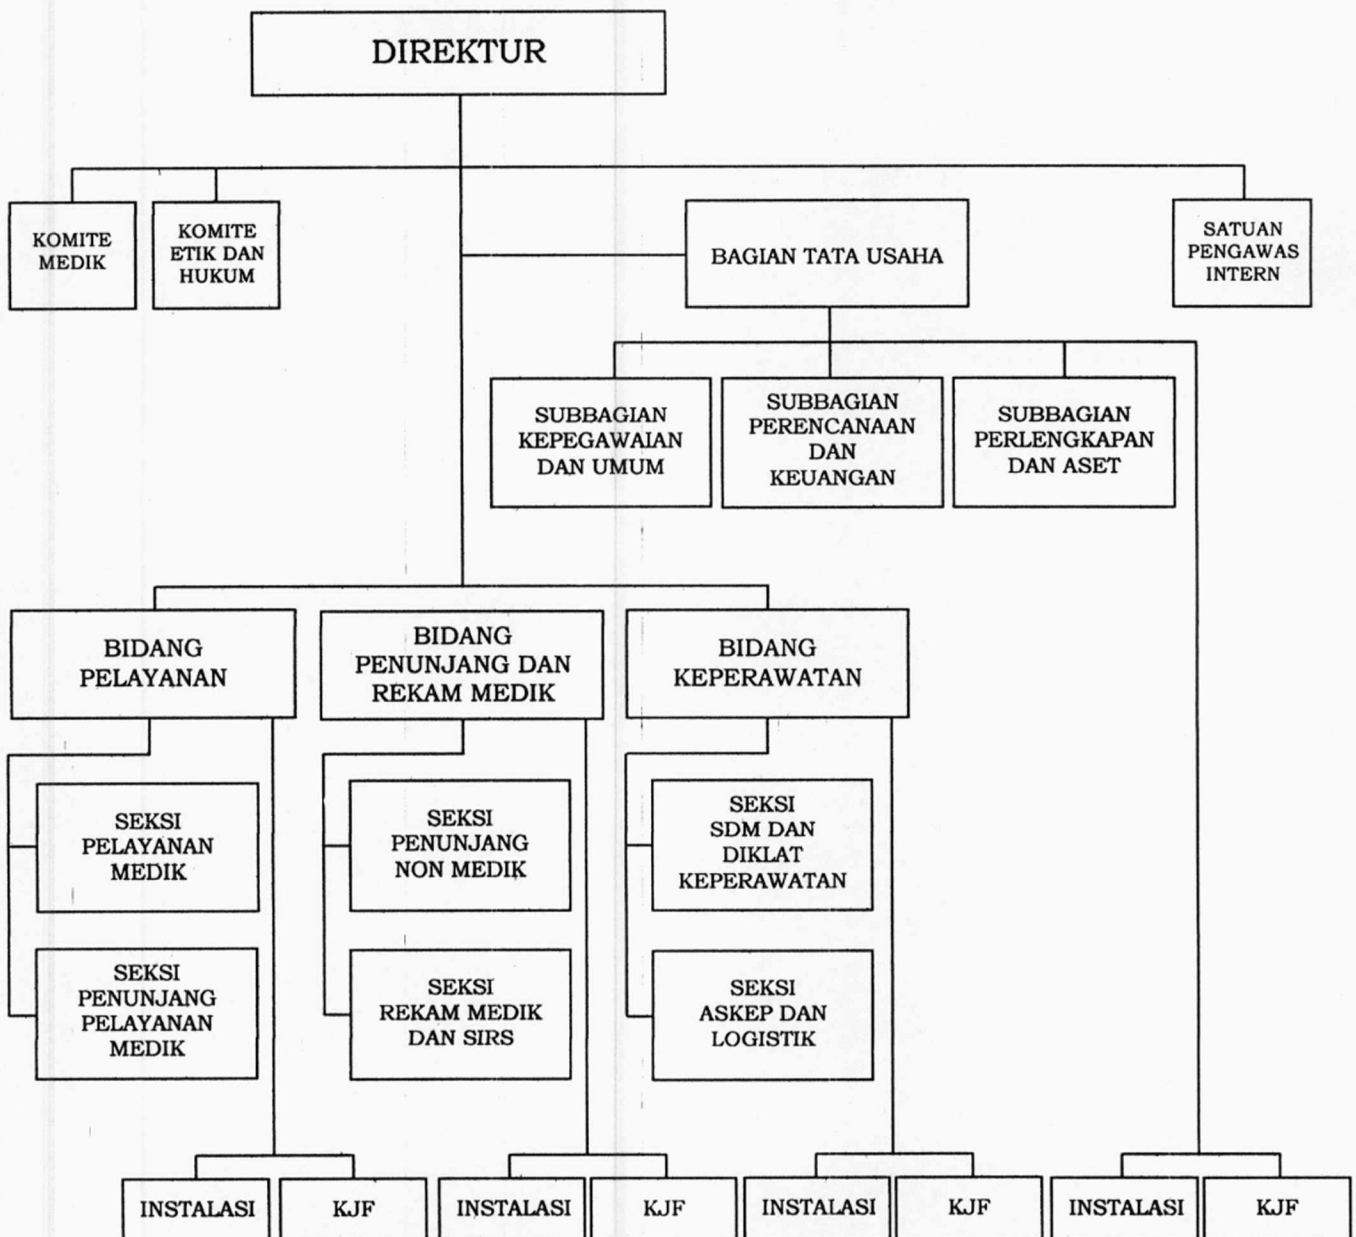 DIREKTUR
KOMITE
MEDIK
KOMITE
ETIK DAN
HUKUM
BAGIAN TATA USAHA
SATUAN
PENGAWAS
INTERN
SUBBAGIAN
KEPEGAWAIAN
DAN UMUM
SUBBAGIAN
PERENCANAAN
DAN
KEUANGAN
SUBBAGIAN
PERLENGKAPAN
DAN ASET
BIDANG
PELAYANAN
BIDANG
PENUNJANG DAN
REKAM MEDIK
BIDANG
KEPERAWATAN
SEKSI
PELAYANAN
MEDIK
SEKSI
PENUNJANG
NON MEDIK
SEKSI
SDM DAN
DIKLAT
KEPERAWATAN
SEKSI
PENUNJANG
PELAYANAN
MEDIK
SEKSI
REKAM MEDIK
DAN SIRS
SEKSI
ASKEP DAN
LOGISTIK
INSTALASI
KJF
INSTALASI
KJF
INSTALASI
KJF
INSTALASI
KJF